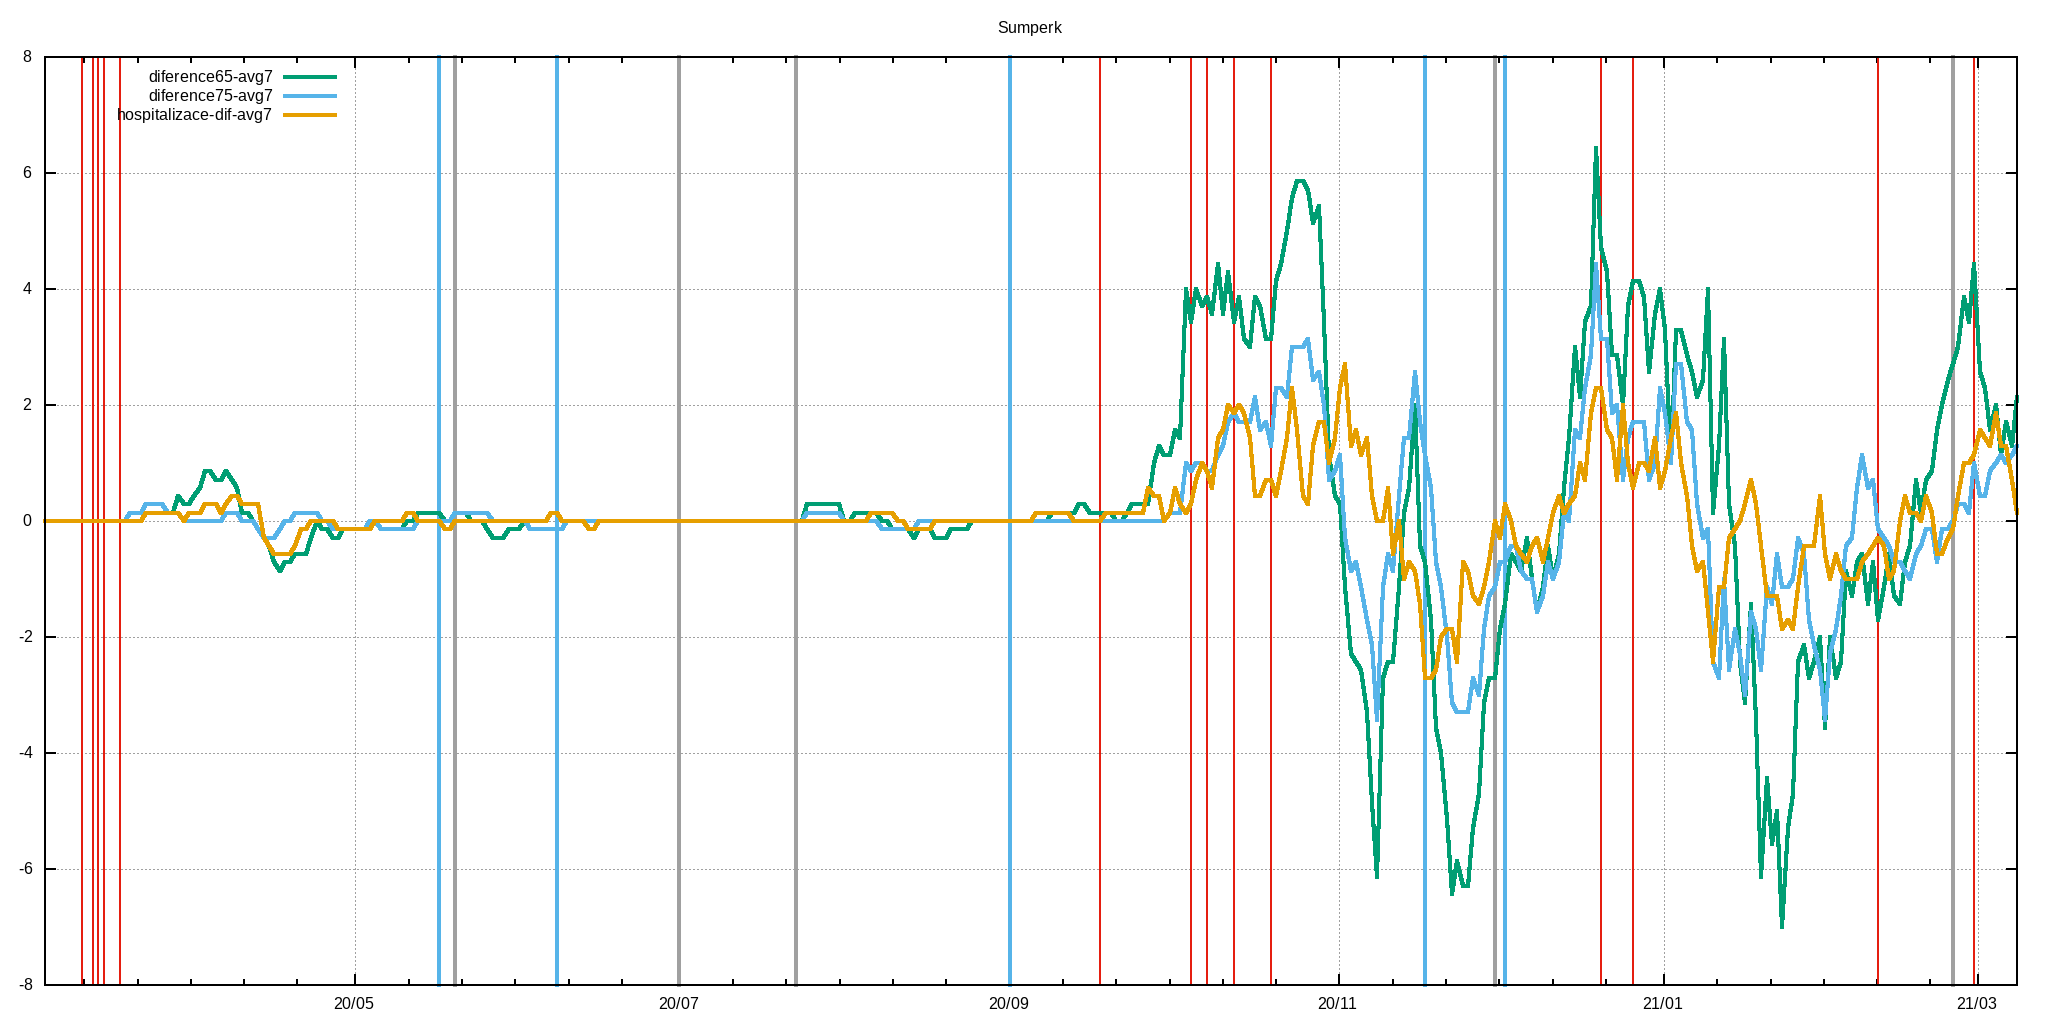 Sumperk
diference65-avg7
diference75-avg7
hospitalizace-dif-avg7
8
6
4
2
0
-2
-4
-6
-8
20/05 20/07 20/09 20/11 21/01 21/03